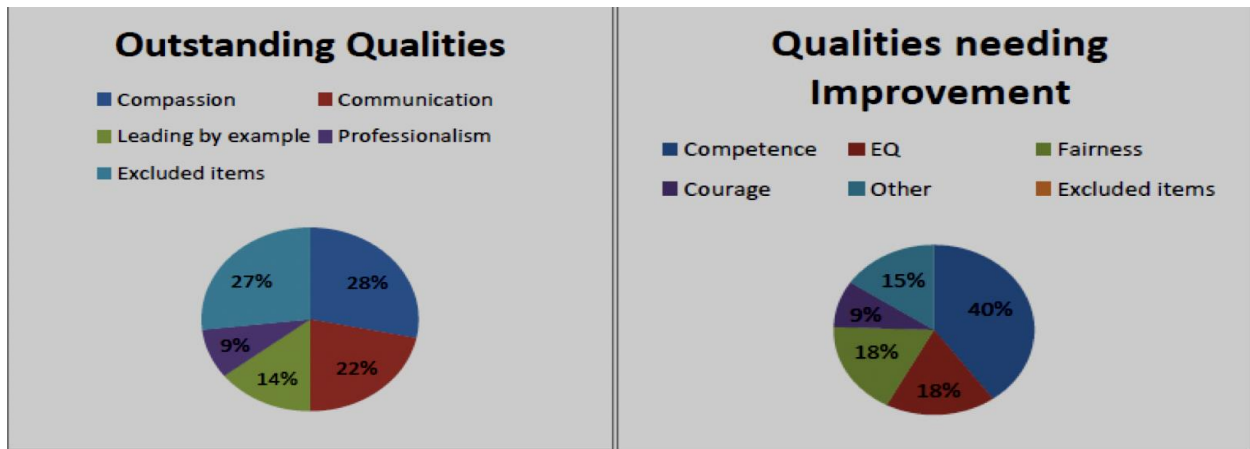 Outstanding Qualities
Compassion Communication
Leading by example Professionalism
Excluded items
27% 28%
9%
14% 22%
Qualities needing
Improvement
Competence EQ Fairness
Courage Other Excluded items
15%
9% 40%
18%
18%